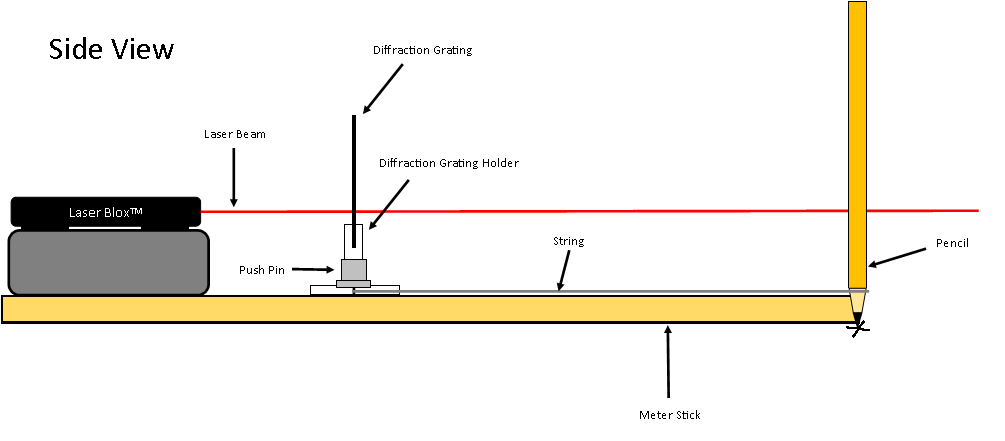 Side View
Diffraction Grating
Laser Beam
Diffraction Grating Holder
Laser Blox™
String
Pencil
Push Pin
Meter Stick